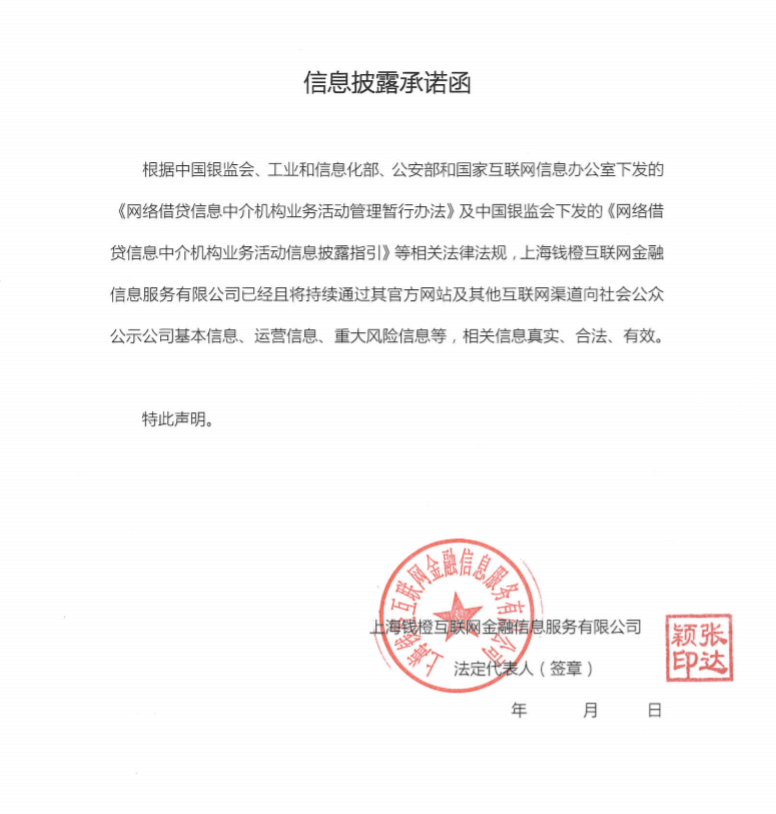 信息披露承诺函
根据中国银监会、工业和信息化部、公安部和国家互联网信息办公室下发的
《网络借贷信息中介机构业务活动管理暂行办法》及中国银监会下发的《网络借
贷信息中介机构业务活动信息披露指引》等相关法律法规，上海钱橙互联网金融
信息服务有限公司已经且将持续通过其官方网站及其他互联网渠道向社会公众
公示公司基本信息、运营信息、重大风险信息等，相关信息真实、合法、有效。
特此声明。
上海钱橙互联网金融信息服务有限公司
上海钱橙互联网金融信息服务有限公司
张达
颖印
法定代表人（签章）
年 月 日